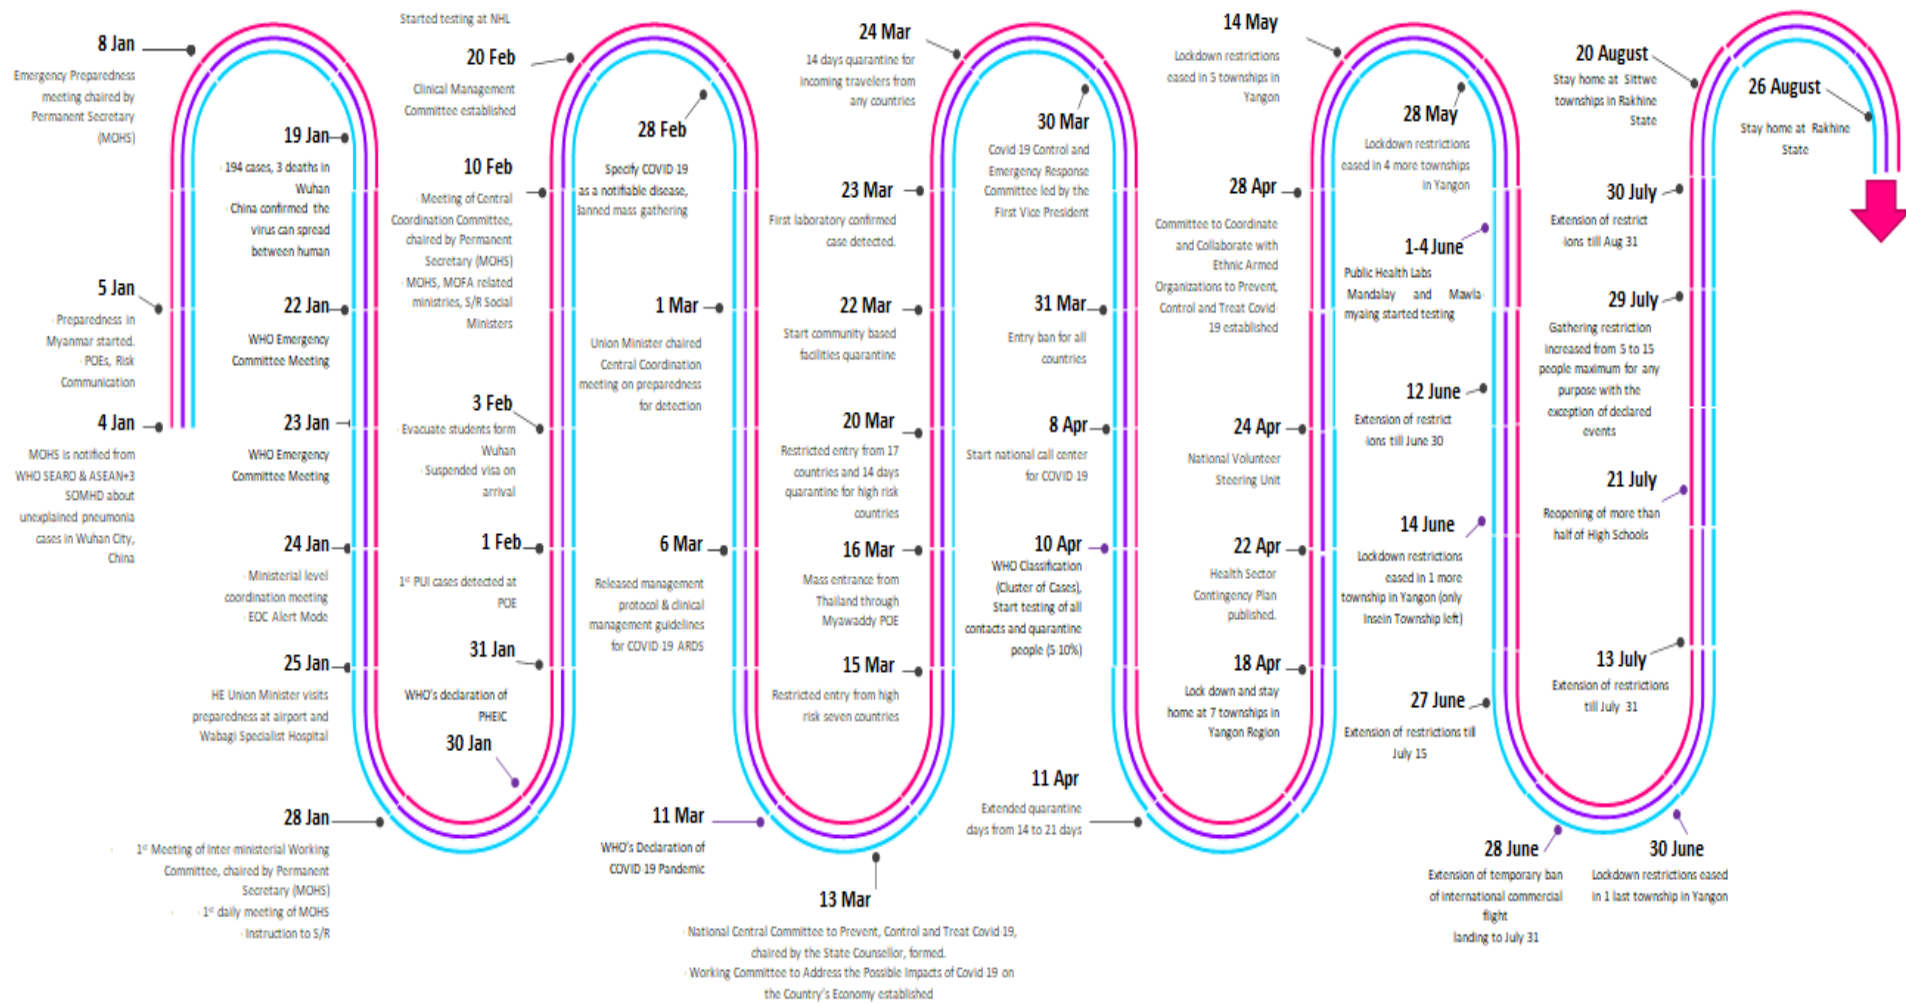 8 Jan
Emergency Preparedness
meeting chaired by
Permanent Secretary
(MOHS)
5 Jan
· Preparedness in
Myanmar started.
· POEs, Risk
Communication
4 Jan
MOHS is notified from
WHO SEARO & ASEAN+3
SOMHD about
unexplained pneumonia
cases in Wuhan City,
China
19 Jan
· 194 cases, 3 deaths in
Wuhan
· China confirmed the
virus can spread
between human
22 Jan
WHO Emergency
Committee Meeting
23 Jan
WHO Emergency
Committee Meeting
24 Jan
· Ministerial level
coordination meeting
· EOC Alert Mode
25 Jan
HE Union Minister visits
preparedness at airport and
Wabagi Specialist Hospital
28 Jan
· 1st Meeting of Inter ministerial Working
Committee, chaired by Permanent
Secretary (MOHS)
· 1st daily meeting of MOHS
· Instruction to S/R
Started testing at NHL
20 Feb
Clinical Management
Committee established
10 Feb
· Meeting of Central
Coordination Committee,
chaired by Permanent
Secretary (MOHS)
· MOHS, MOFA related
ministries, S/R Social
Ministers
3 Feb
· Evacuate students form
Wuhan
· Suspended visa on
arrival
1 Feb
1st PUI cases detected at
POE
31 Jan
WHO's declaration of
PHEIC
30 Jan
28 Feb
Specify COVID 19
as a notifiable disease,
Banned mass gathering
1 Mar
Union Minister chaired
Central Coordination
meeting on preparedness
for detection
6 Mar
Released management
protocol & clinical
management guidelines
for COVID 19 ARDS
11 Mar
WHO's Declaration of
COVID 19 Pandemic
13 Mar
· National Central Committee to Prevent, Control and Treat Covid 19,
chaired by the State Counsellor, formed.
· Working Committee to Address the Possible Impacts of Covid 19 on
the Country's Economy established
24 Mar
14 days quarantine for
incoming travelers from
any countries
23 Mar
First laboratory confirmed
case detected.
22 Mar
Start community based
facilities quarantine
20 Mar
Restricted entry from 17
countries and 14 days
quarantine for high risk
countries
16 Mar
Mass entrance from
Thailand through
Myawaddy POE
15 Mar
Restricted entry from high
risk seven countries
30 Mar
Covid 19 Control and
Emergency Response
Committee led by the
First Vice President
31 Mar
Entry ban for all
countries
8 Apr
Start national call center
for COVID 19
10 Apr
WHO Classification
(Cluster of Cases),
Start testing of all
contacts and quarantine
people (5 10%)
11 Apr
Extended quarantine
days from 14 to 21 days
14 May
Lockdown restrictions
eased in 5 townships in
Yangon
28 Apr
Committee to Coordinate
and Collaborate with
Ethnic Armed
Organizations to Prevent,
Control and Treat Covid
19 established
24 Apr
National Volunteer
Steering Unit
22 Apr
Health Sector
Contingency Plan
published.
18 Apr
Lock down and stay
home at 7 townships in
Yangon Region
28 May
Lockdown restrictions
eased in 4 more townships
in Yangon
1-4 June
Public Health Labs
Mandalay and Mawla
myaing started testing
12 June
Extension of restrict
ions till June 30
14 June
Lockdown restrictions
eased in 1 more
township in Yangon (only
Insein Township left)
27 June
Extension of restrictions till
July 15
28 June
Extension of temporary ban
of international commercial
flight
landing to July 31
30 June
Lockdown restrictions eased
in 1 last township in Yangon
20 August
Stay home at Sittwe
townships in Rakhine
State
30 July
Extension of restrict
ions till Aug 31
29 July
Gathering restriction
increased from 5 to 15
people maximum for any
purpose with the
exception of declared
events
21 July
Reopening of more than
half of High Schools
13 July
Extension of restrictions
till July 31
26 August
Stay home at Rakhine
State